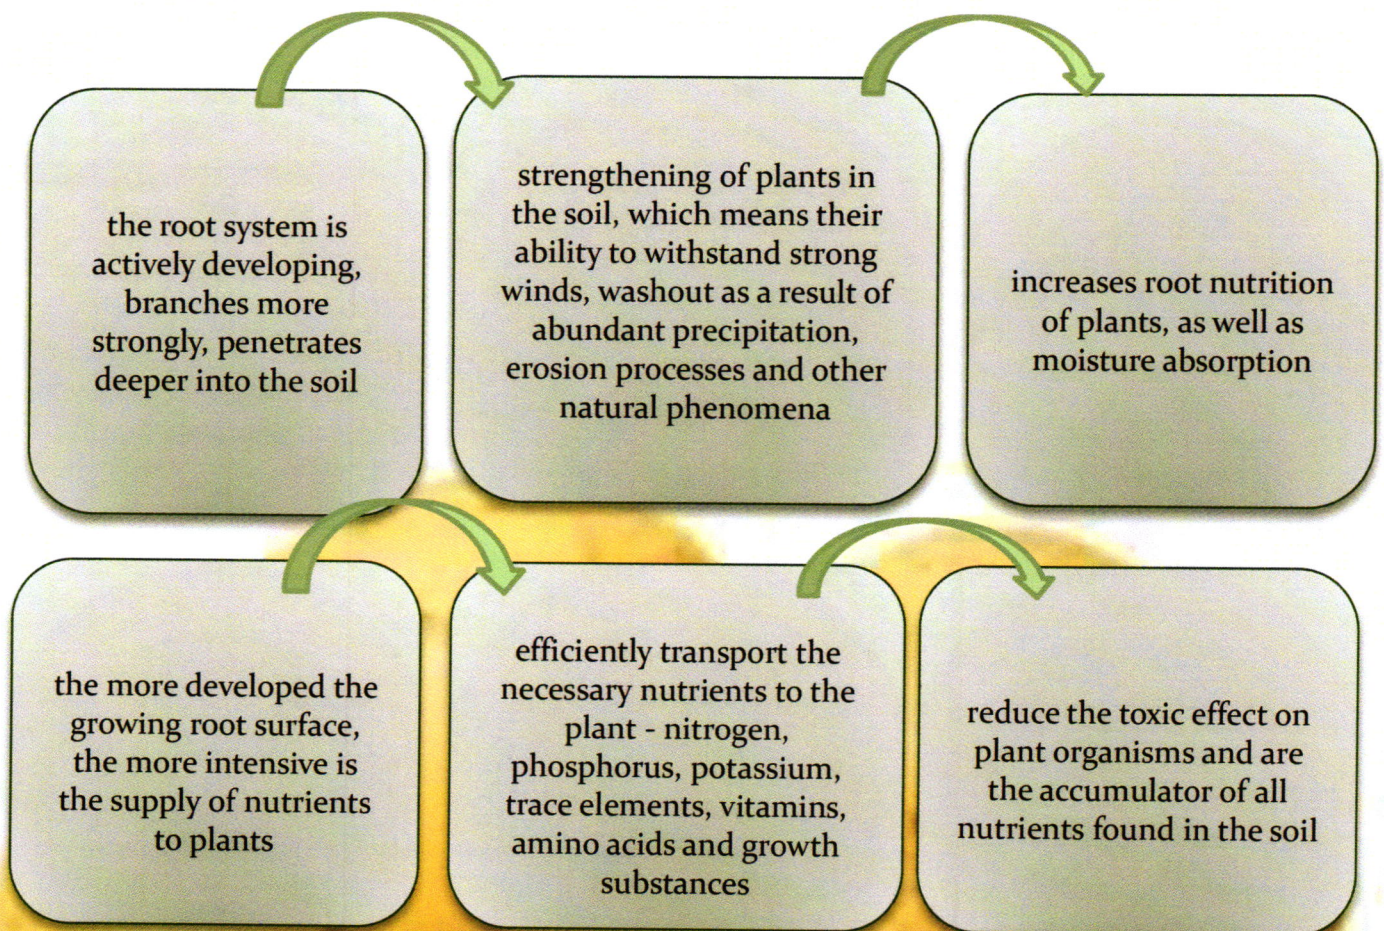 the root system is
actively developing,
branches more
strongly, penetrates
deeper into the soil
strengthening of plants in
the soil, which means their
ability to withstand strong
winds, washout as a result of
abundant precipitation,
erosion processes and other
natural phenomena
increases root nutrition
of plants, as well as
moisture absorption
the more developed the
growing root surface,
the more intensive is
the supply of nutrients
to plants
efficiently transport the
necessary nutrients to the
plant - nitrogen,
phosphorus, potassium,
trace elements, vitamins,
amino acids and growth
substances
reduce the toxic effect on
plant organisms and are
the accumulator of all
nutrients found in the soil